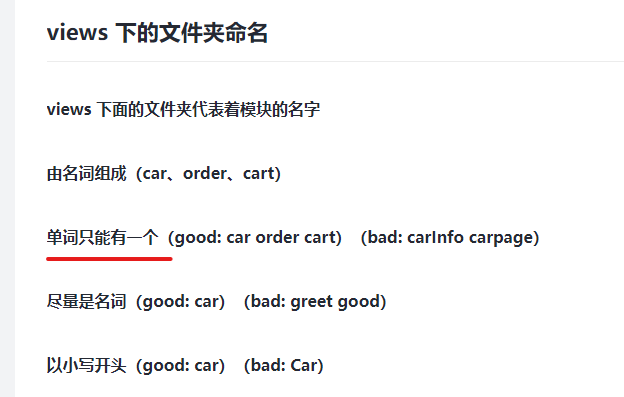 views 下的文件夹命名
views 下面的文件夹代表着模块的名字
由名词组成（car、order、cart）
单词只能有一个（good: car order cart）（bad: carInfo carpage）
尽量是名词（good: car）（bad: greet good）
以小写开头（good: car）（bad: Car）